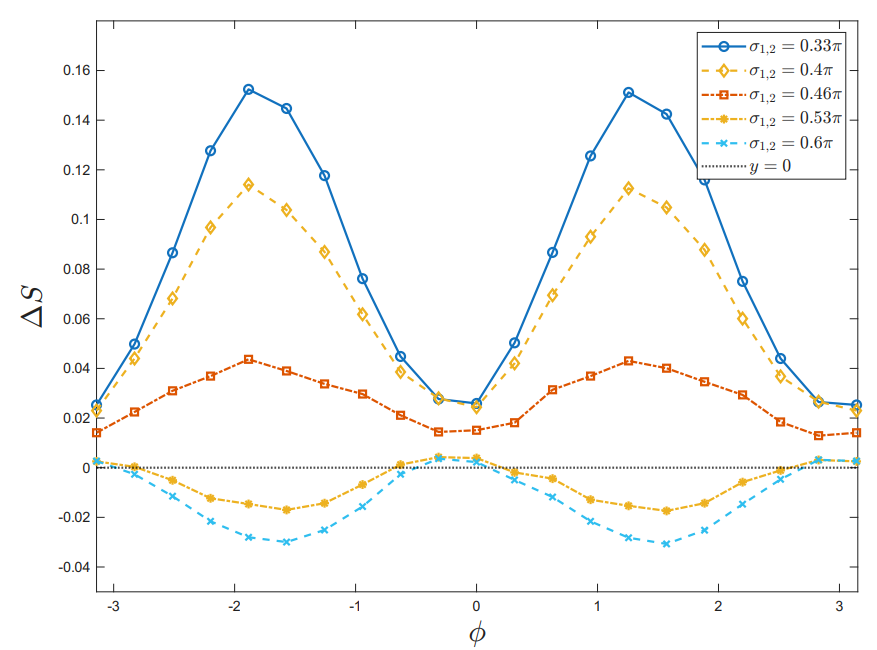 σ1,2 = 0.33π
σ1,2 = 0.4π
σ1,2 = 0.46π
σ1,2 = 0.53π
σ1,2 = 0.6π
y = 0
0.16
0.14
0.12
0.1
0.08
0.06
0.04
0.02
0
-0.02
-0.04
ΔS
-3 -2 -1 0 1 2 3
ϕ